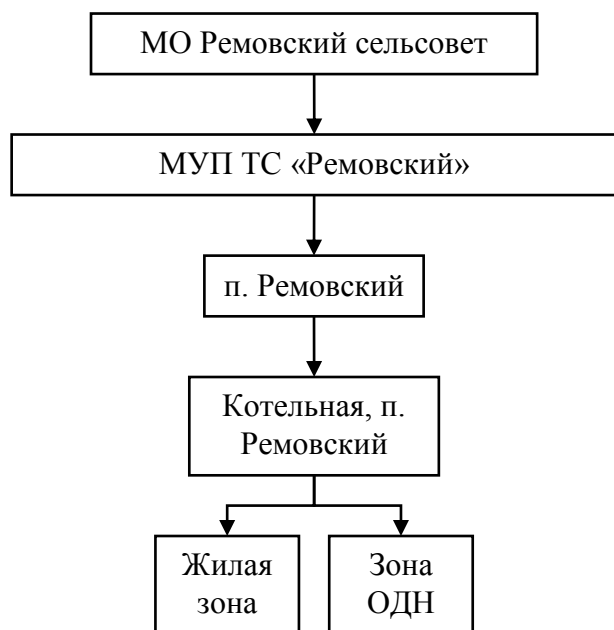 МО Ремовский сельсовет
МУП ТС «Ремовский»
п. Ремовский
Котельная, п.
Ремовский
Жилая
зона
Зона
ОДН